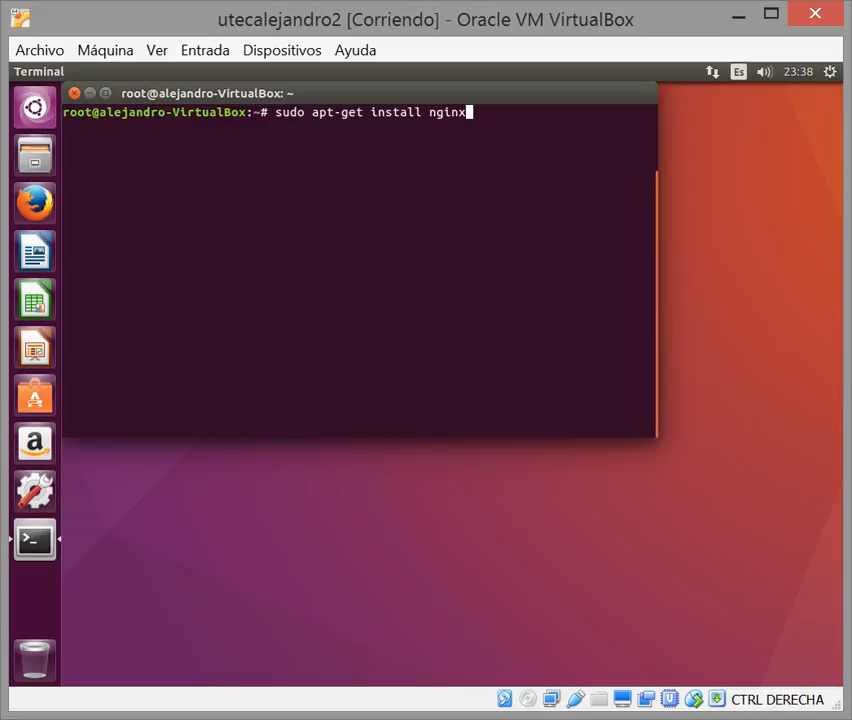 utecalejandro2 [Corriendo] - Oracle VM VirtualBox
Archivo Máquina Ver Entrada Dispositivos Ayuda
Terminal Es 23:38
root@alejandro-VirtualBox: ~
root@alejandro-VirtualBox:~# sudo apt-get install nginx
CTRL DERECHA